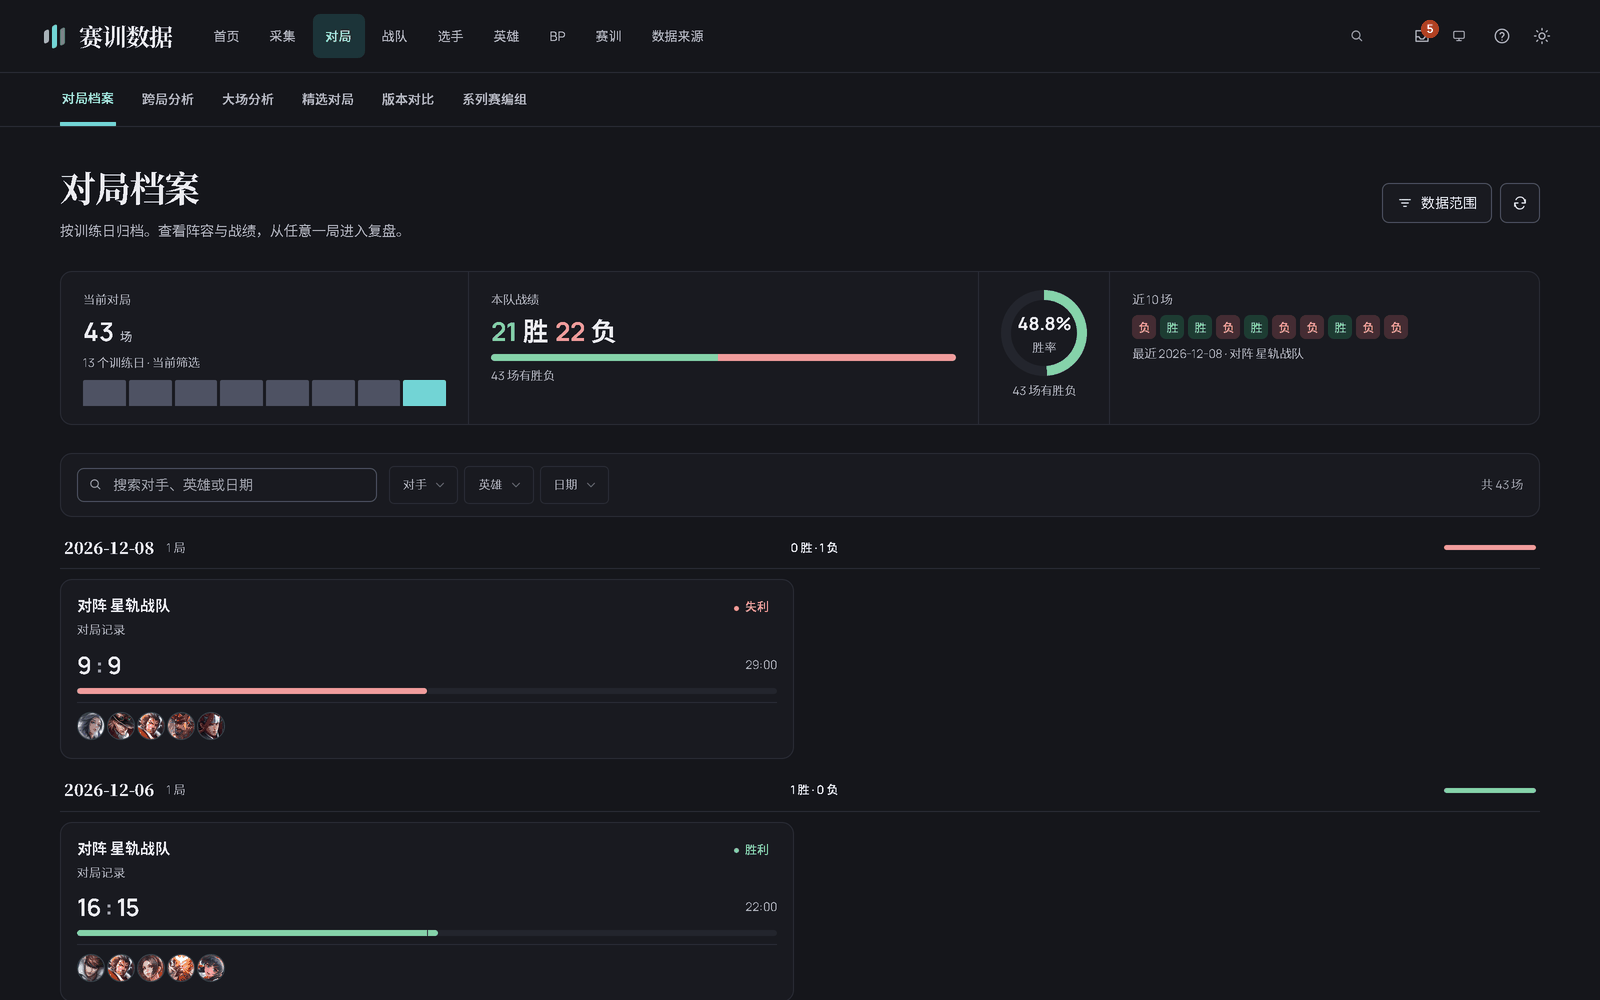 赛训数据 首页 采集 对局 战队 选手 英雄 BP 赛训 数据来源 5
对局档案 跨局分析 大场分析 精选对局 版本对比 系列赛编组
对局档案
按训练日归档。查看阵容与战绩，从任意一局进入复盘。
数据范围
当前对局
43 场
13 个训练日 · 当前筛选
本队战绩
21 胜 22 负
43 场有胜负
48.8%
胜率
43 场有胜负
近 10 场
负 胜 胜 负 胜 负 负 胜 负 负
最近 2026-12-08 · 对阵 星轨战队
搜索对手、英雄或日期 对手 英雄 日期 共 43 场
2026-12-08 1 局 0 胜 · 1 负
对阵 星轨战队 失利
对局记录
9 : 9 29:00
2026-12-06 1 局 1 胜 · 0 负
对阵 星轨战队 胜利
对局记录
16 : 15 22:00